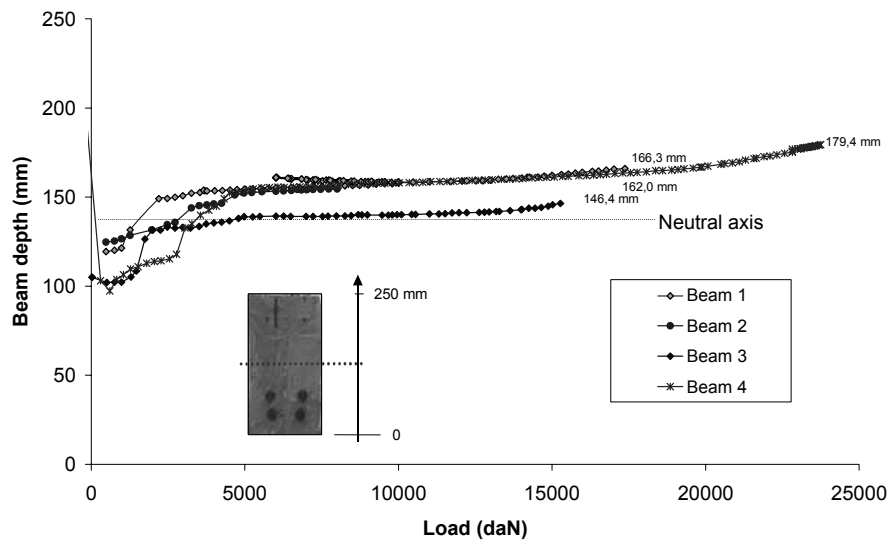 250
200
150
100
50
0
Beam depth (mm)
179,4 mm
166,3 mm
162,0 mm
146,4 mm
Neutral axis
250 mm
0
Beam 1
Beam 2
Beam 3
Beam 4
0 5000 10000 15000 20000 25000
Load (daN)